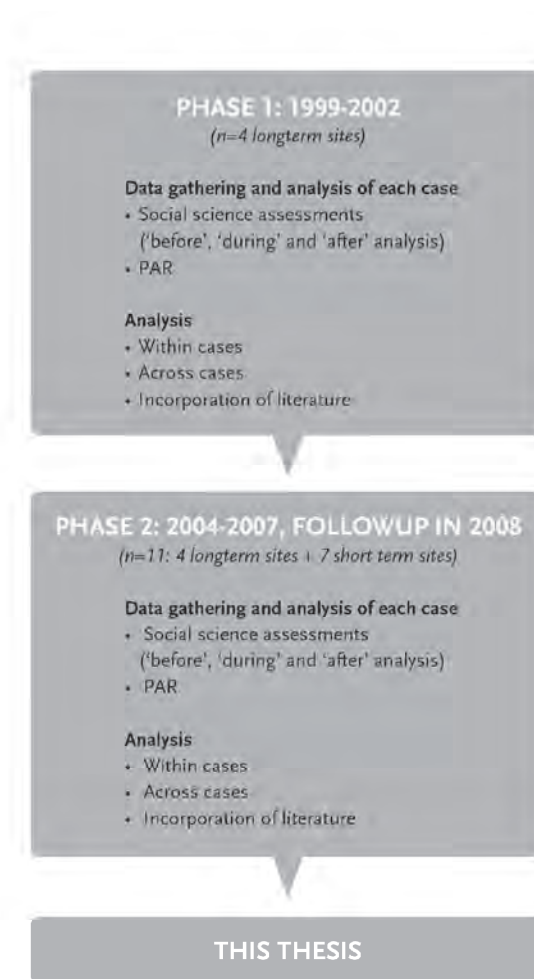 PHASE 1: 1999-2002
(n=4 longterm sites)
Data gathering and analysis of each case
• Social science assessments
('before', 'during' and 'after' analysis)
• PAR
Analysis
• Within cases
• Across cases
• Incorporation of literature
PHASE 2: 2004-2007, FOLLOWUP IN 2008
(n=11: 4 longterm sites + 7 short term sites)
Data gathering and analysis of each case
• Social science assessments
('before', 'during' and 'after' analysis)
• PAR
Analysis
• Within cases
• Across cases
• Incorporation of literature
THIS THESIS